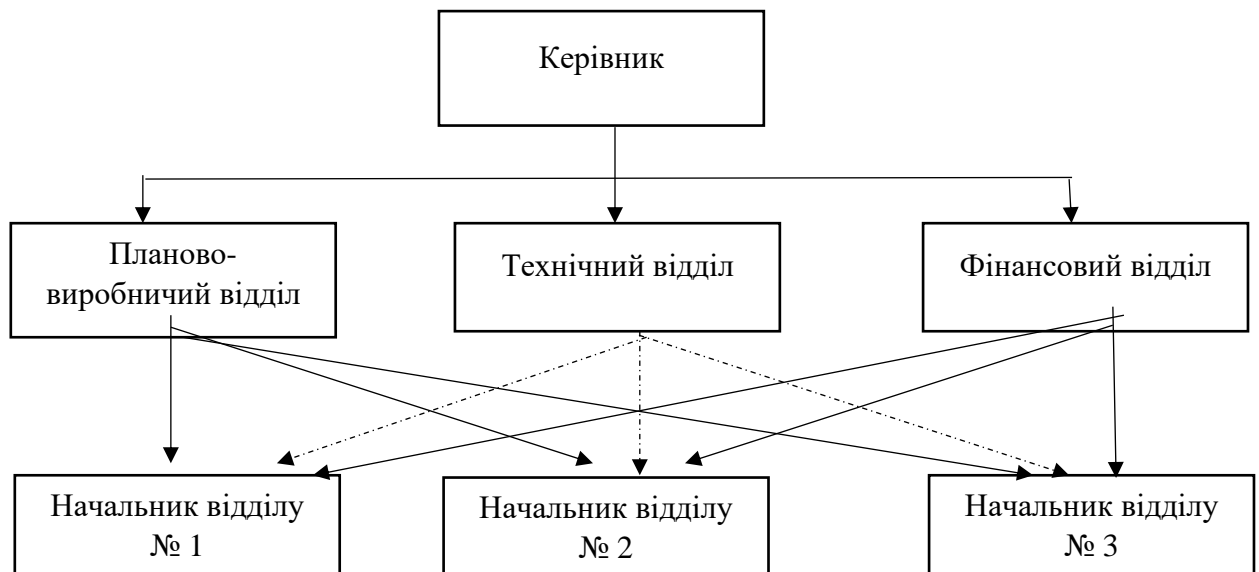 Керівник
Планово-
виробничий відділ
Технічний відділ
Фінансовий відділ
Начальник відділу
№ 1
Начальник відділу
№ 2
Начальник відділу
№ 3